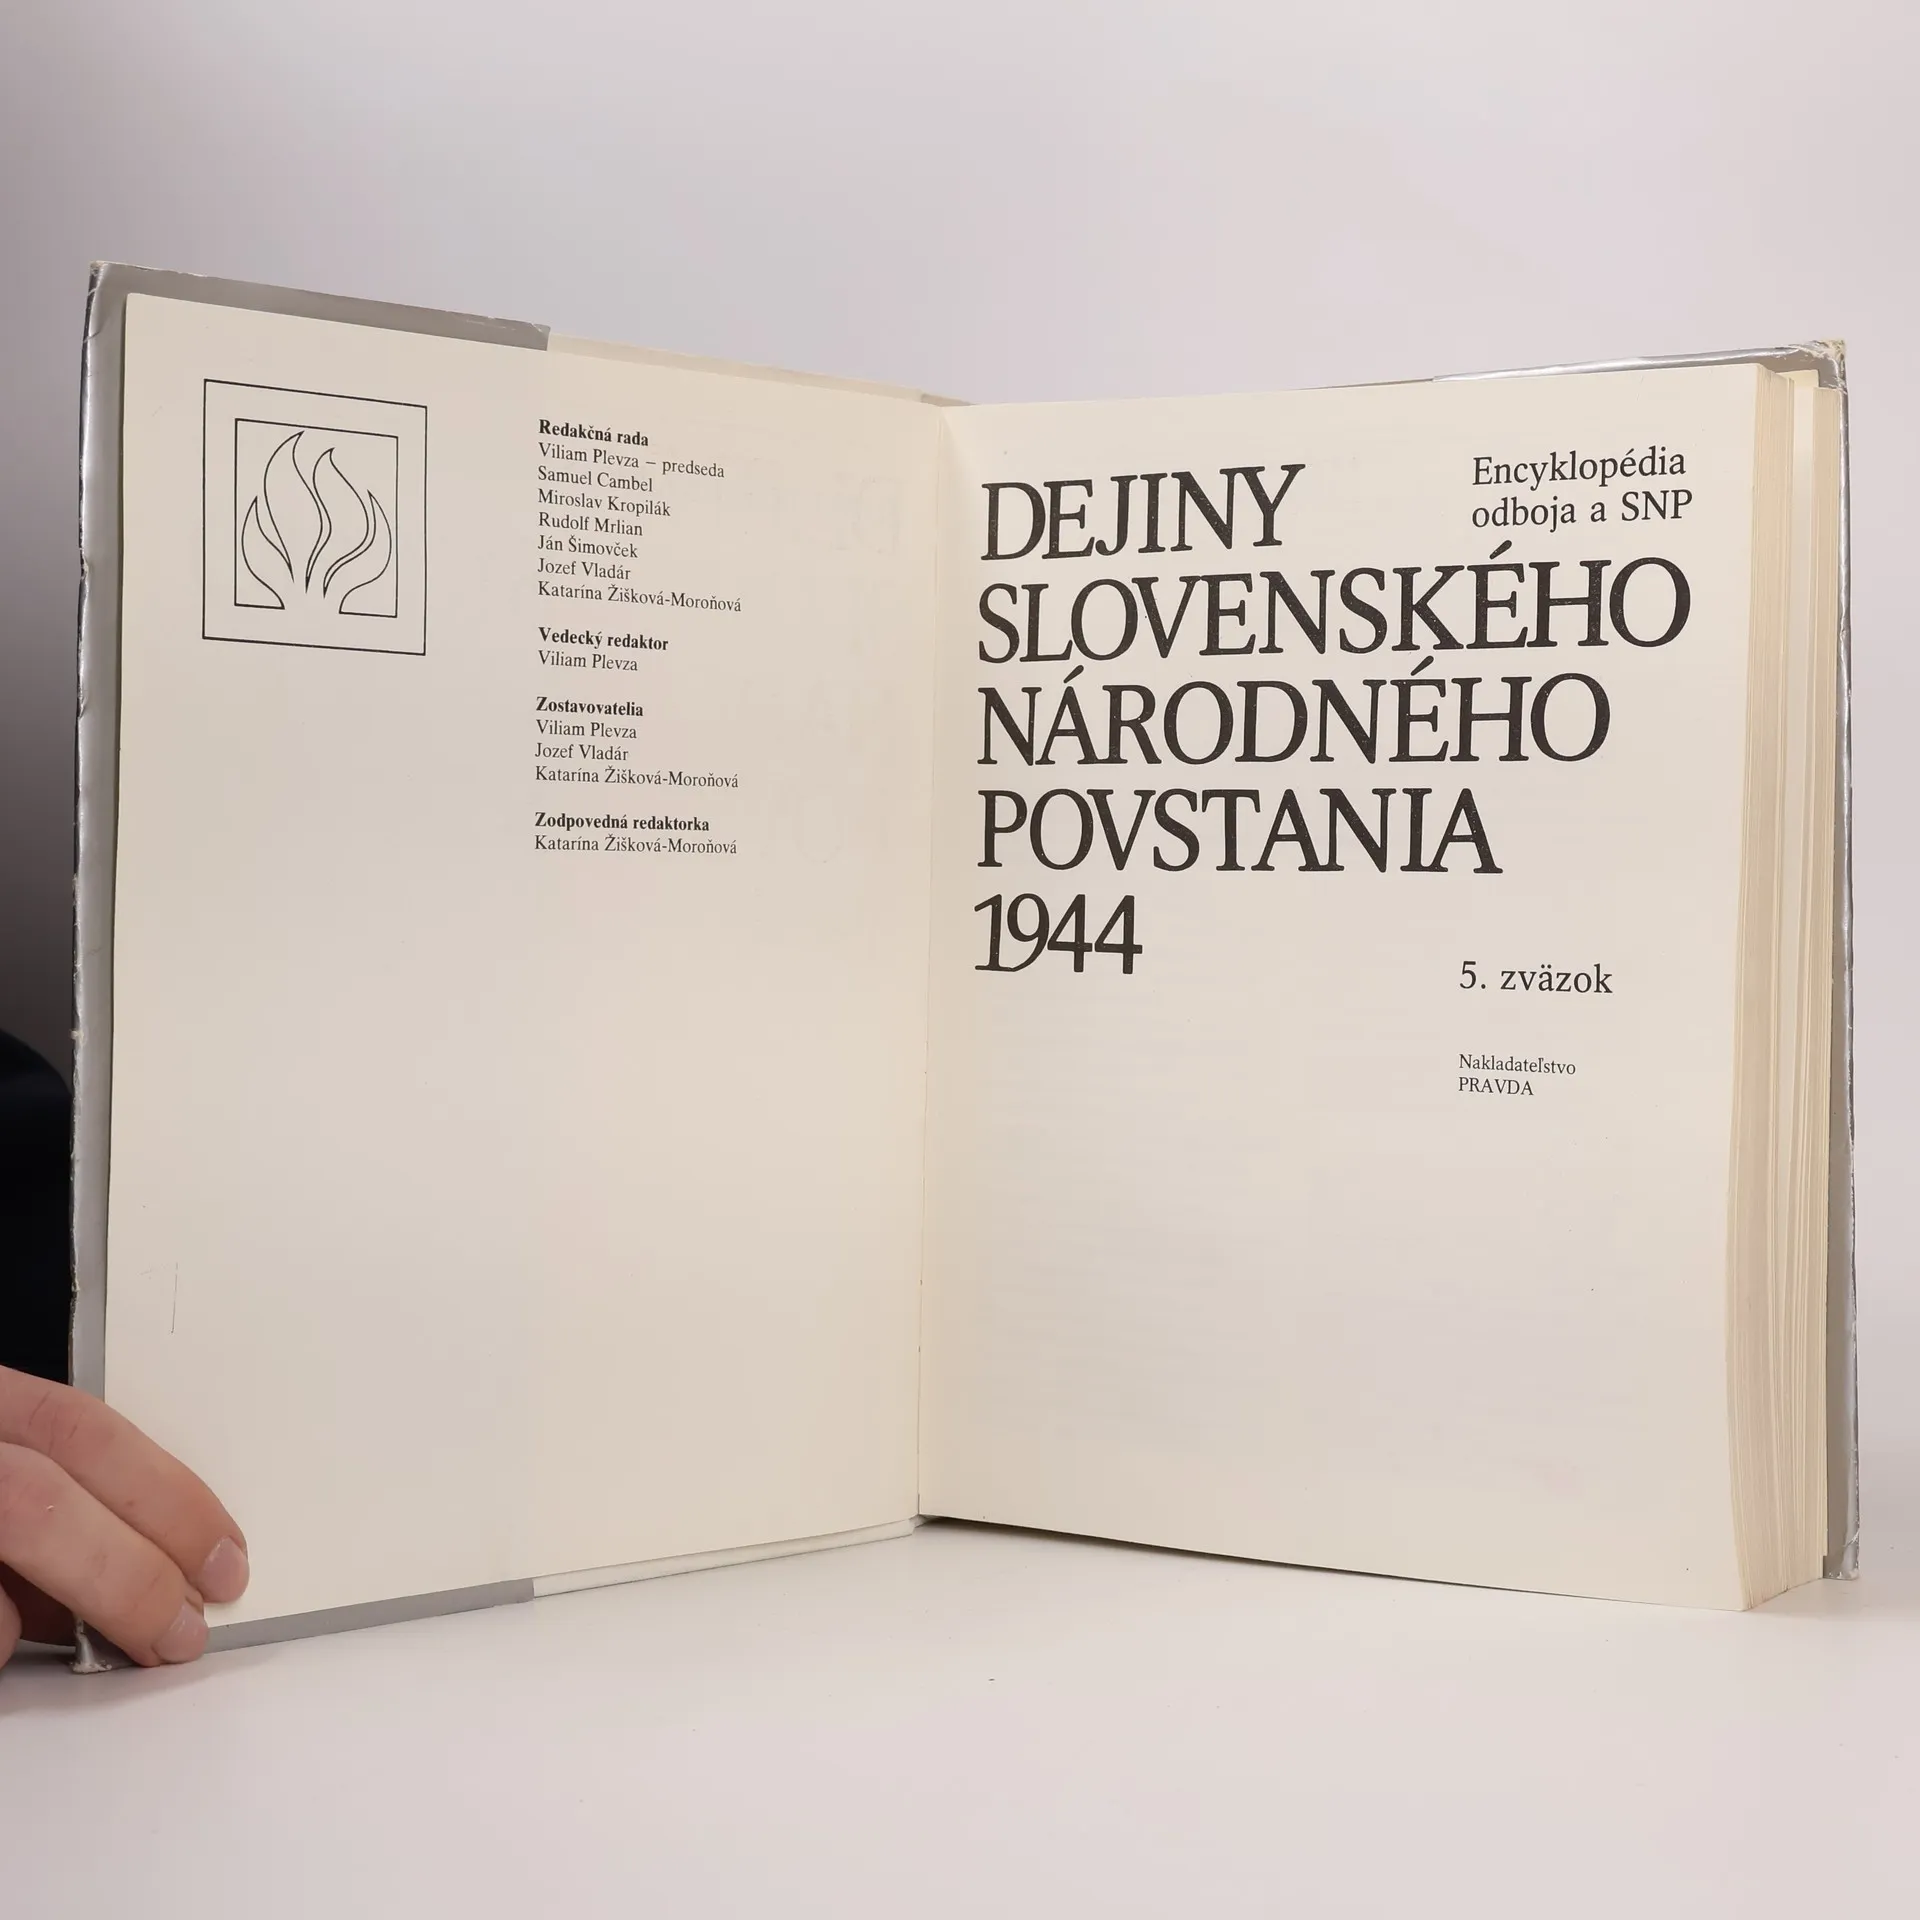 Redakčná rada
Viliam Plevza – predseda
Samuel Cambel
Miroslav Kropilák
Rudolf Mrlian
Ján Šimovček
Jozef Vladár
Katarína Žišková-Moroňová
Vedecký redaktor
Viliam Plevza
Zostavovatelia
Viliam Plevza
Jozef Vladár
Katarína Žišková-Moroňová
Zodpovedná redaktorka
Katarína Žišková-Moroňová
Encyklopédia
odboja a SNP
DEJINY
SLOVENSKÉHO
NÁRODNÉHO
POVSTANIA
1944
5. zväzok
Nakladateľstvo
PRAVDA